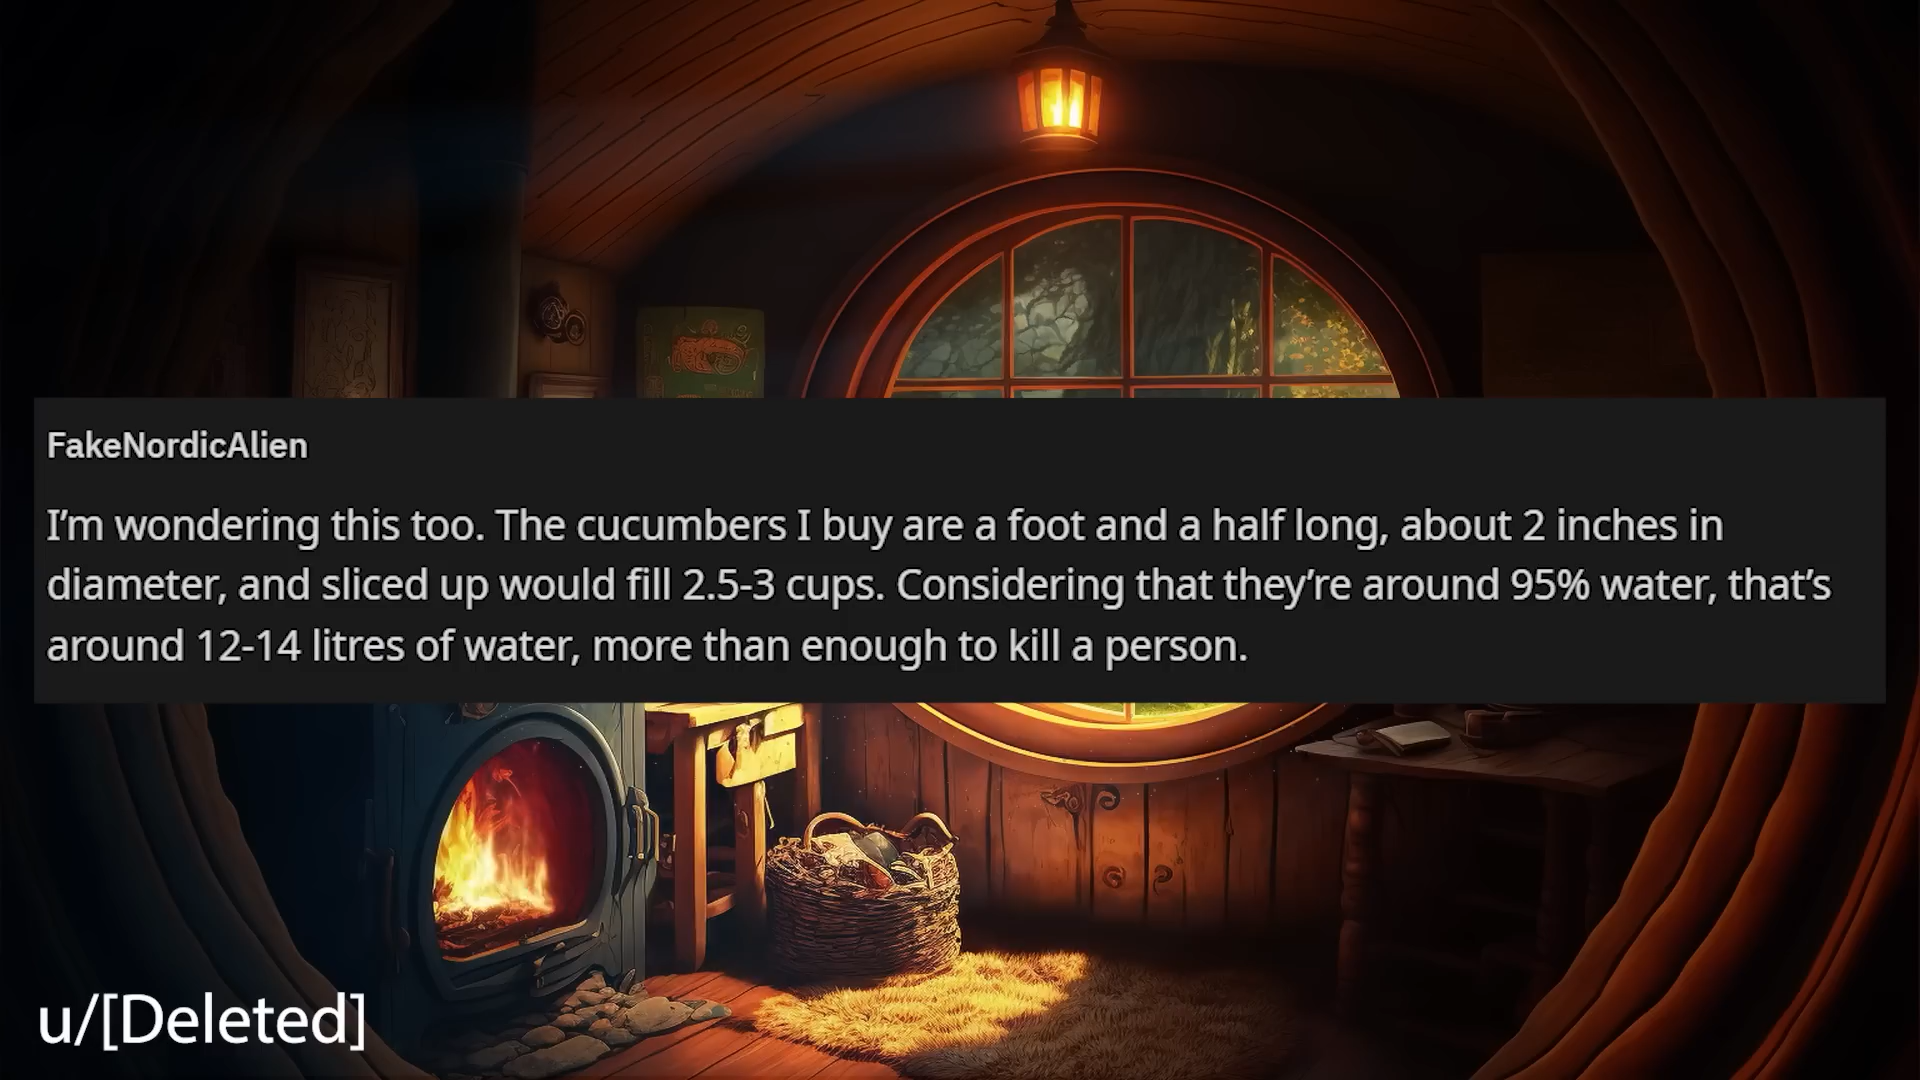 FakeNordicAlien
I’m wondering this too. The cucumbers I buy are a foot and a half long, about 2 inches in
diameter, and sliced up would fill 2.5-3 cups. Considering that they’re around 95% water, that’s
around 12-14 litres of water, more than enough to kill a person.
u/[Deleted]